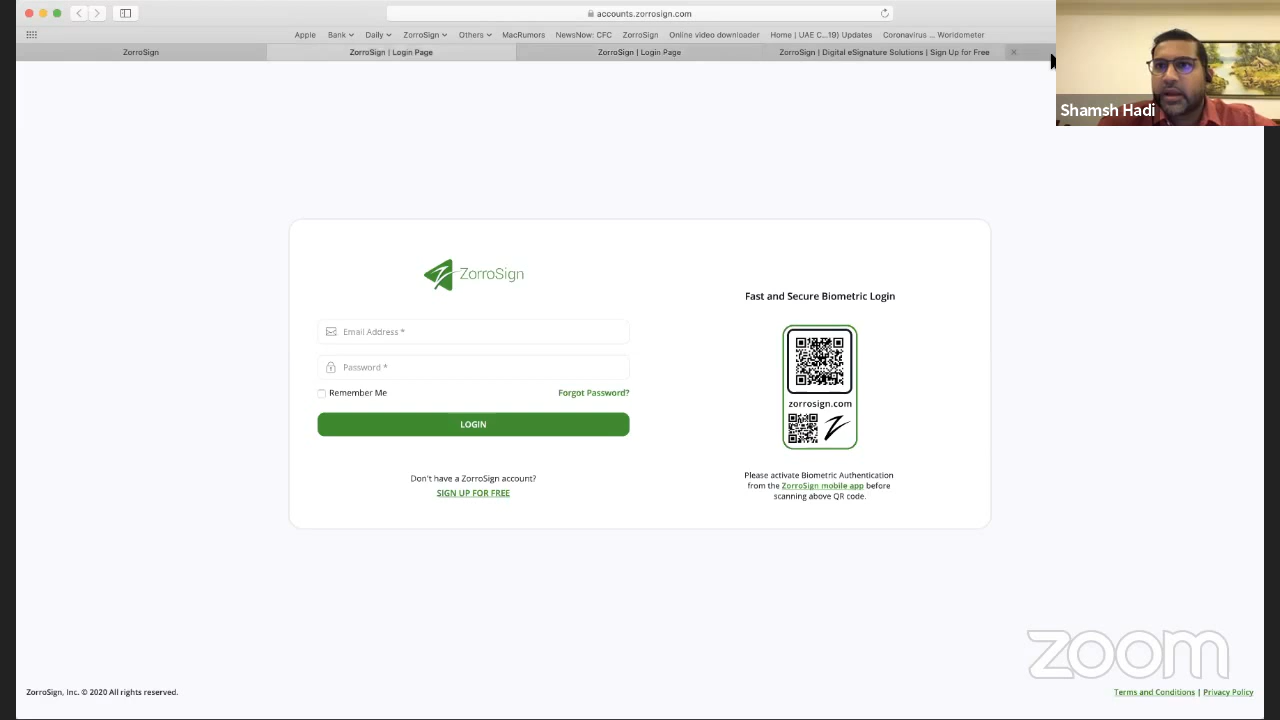 accounts.zorrosign.com
Apple Bank Daily ZorroSign Others MacRumors NewsNow: CFC ZorroSign Online video downloader Home | UAE C...19) Updates Coronavirus ... Worldometer
ZorroSign ZorroSign | Login Page ZorroSign | Login Page ZorroSign | Digital eSignature Solutions | Sign Up for Free
Shamsh Hadi
ZorroSign
Email Address *
Password *
Remember Me Forgot Password?
LOGIN
Don't have a ZorroSign account?
SIGN UP FOR FREE
Fast and Secure Biometric Login
zorrosign.com
Please activate Biometric Authentication
from the ZorroSign mobile app before
scanning above QR code.
zoom
ZorroSign, Inc. © 2020 All rights reserved.
Terms and Conditions | Privacy Policy